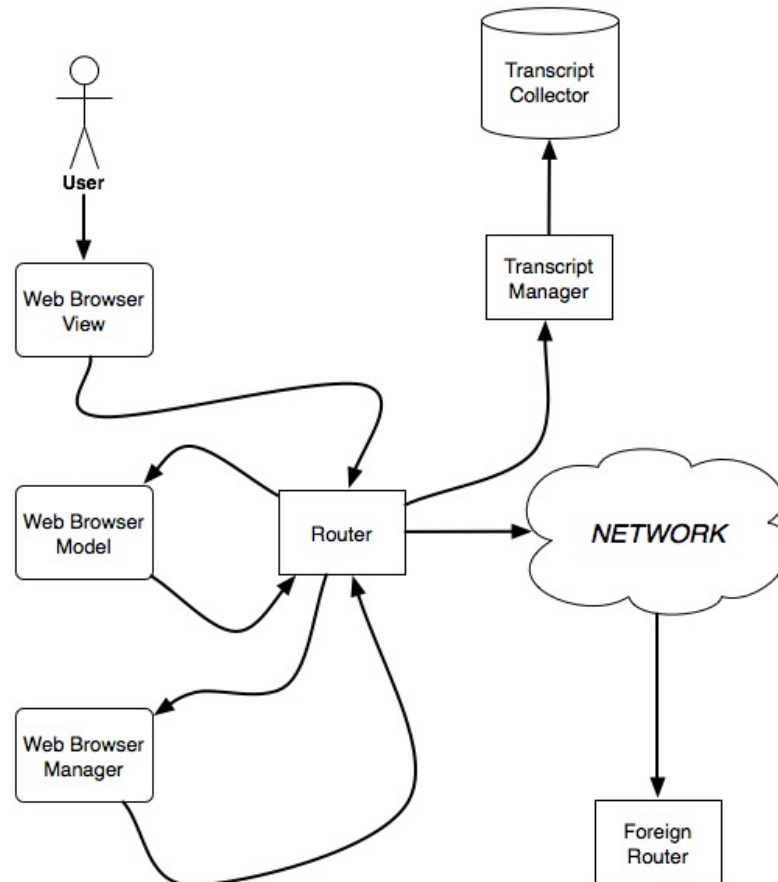 Transcript
Collector
User
Transcript
Manager
Web Browser
View
Web Browser
Model
Router
NETWORK
Web Browser
Manager
Foreign
Router